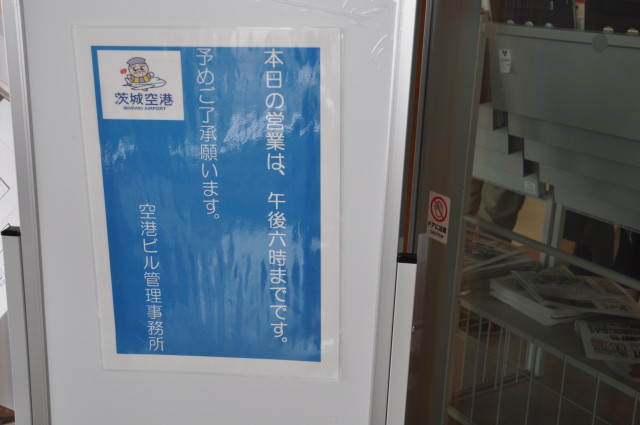 茨城空港
IBARAKI AIRPORT
本日の営業は、午後六時までです。
予めご了承願います。
空港ビル管理事務所